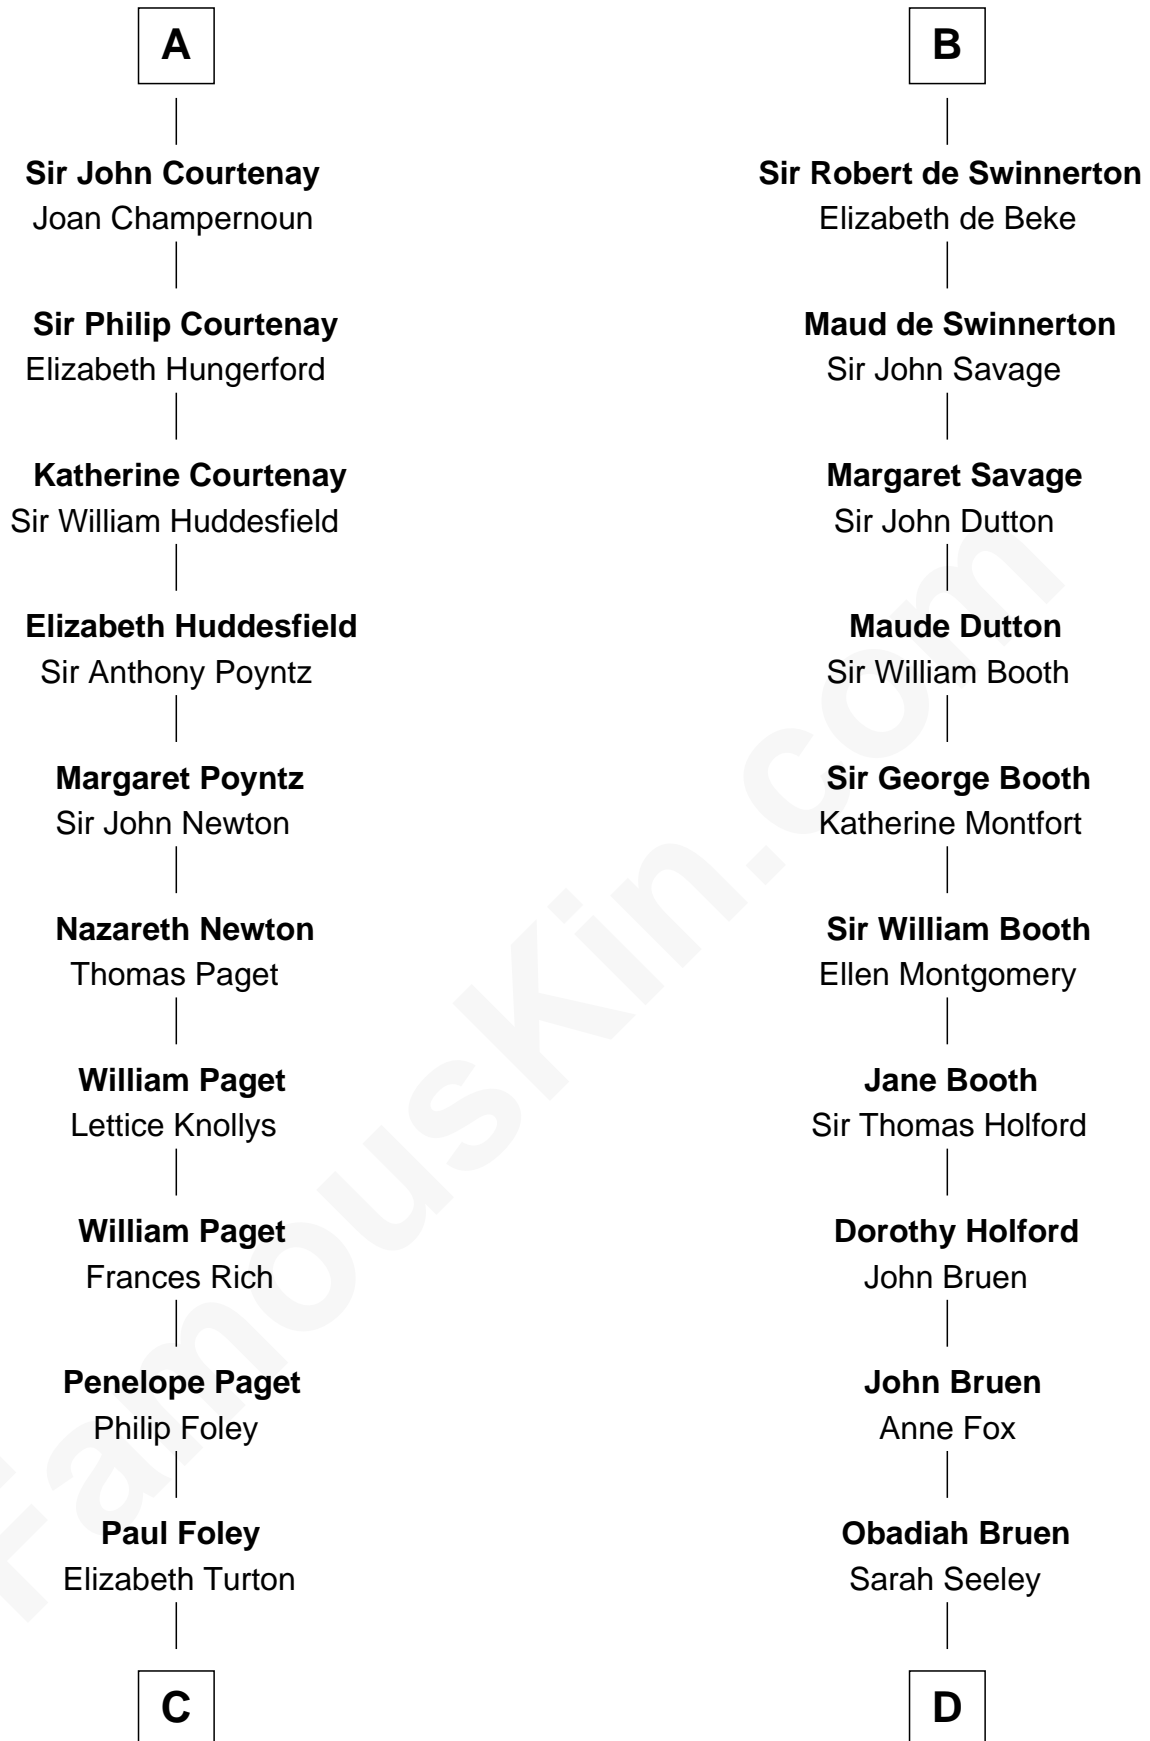 A
Sir John Courtenay
Joan Champernoun
Sir Philip Courtenay
Elizabeth Hungerford
Katherine Courtenay
Sir William Huddesfield
Elizabeth Huddesfield
Sir Anthony Poyntz
Margaret Poyntz
Sir John Newton
Nazareth Newton
Thomas Paget
William Paget
Lettice Knollys
William Paget
Frances Rich
Penelope Paget
Philip Foley
Paul Foley
Elizabeth Turton
C
B
Sir Robert de Swinnerton
Elizabeth de Beke
Maud de Swinnerton
Sir John Savage
Margaret Savage
Sir John Dutton
Maude Dutton
Sir William Booth
Sir George Booth
Katherine Montfort
Sir William Booth
Ellen Montgomery
Jane Booth
Sir Thomas Holford
Dorothy Holford
John Bruen
John Bruen
Anne Fox
Obadiah Bruen
Sarah Seeley
D
FamousKin.com